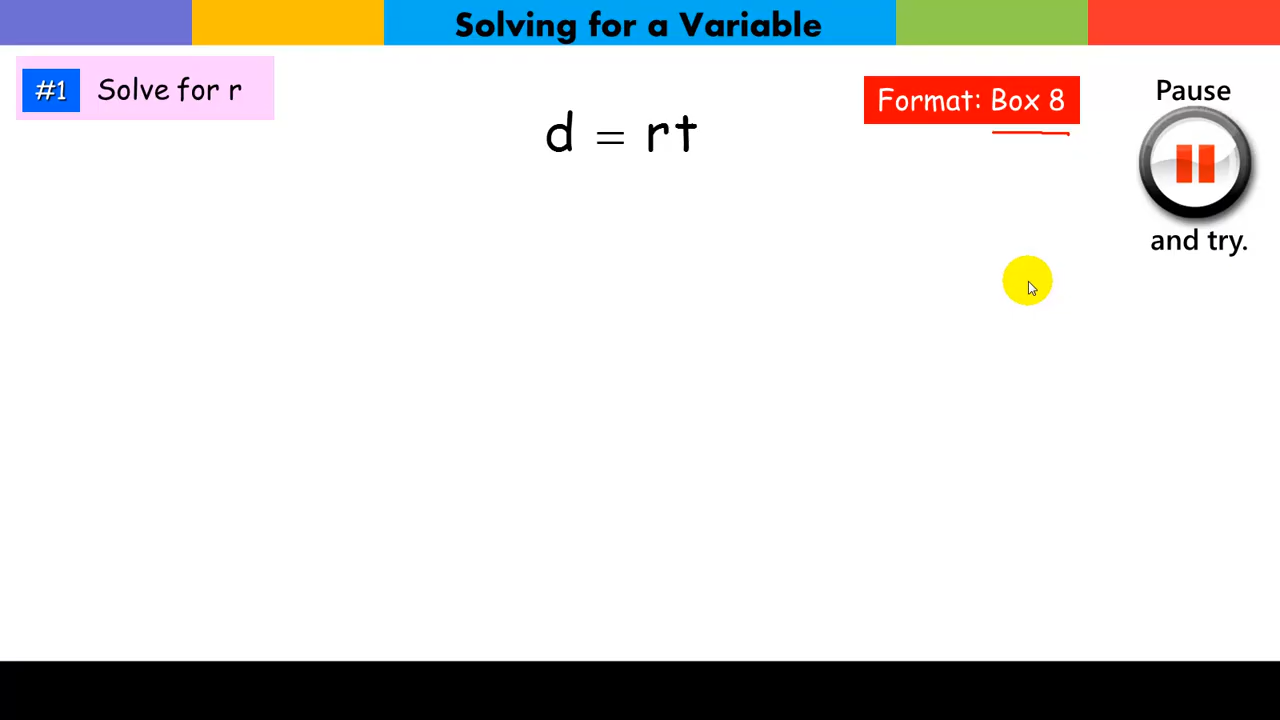 Solving for a Variable
#1 Solve for r
Format: Box 8
Pause
d = rt
and try.